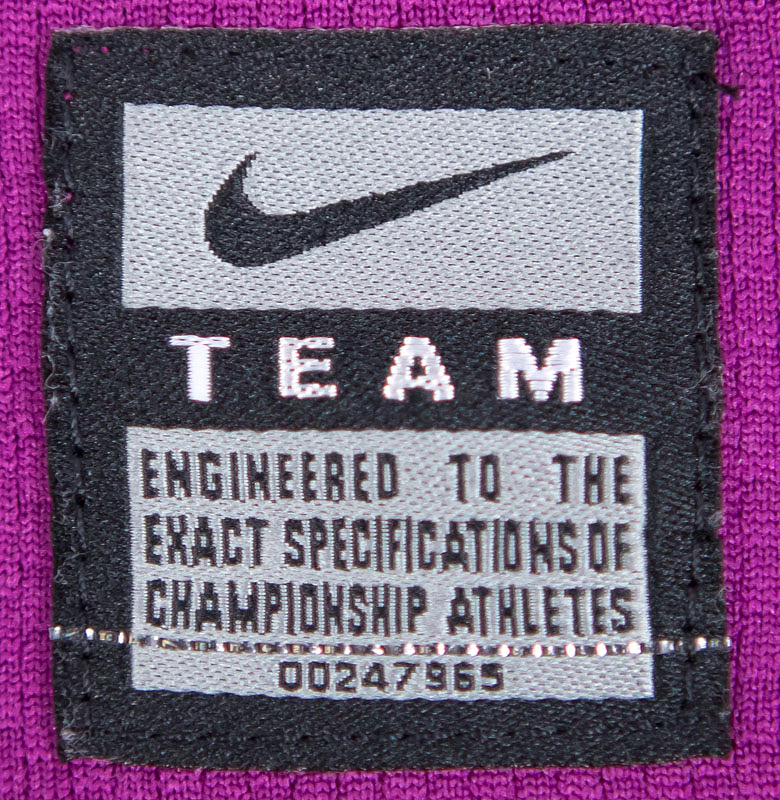 TEAM
ENGINEERED TO THE
EXACT SPECIFICATIONS OF
CHAMPIONSHIP ATHLETES
00247965